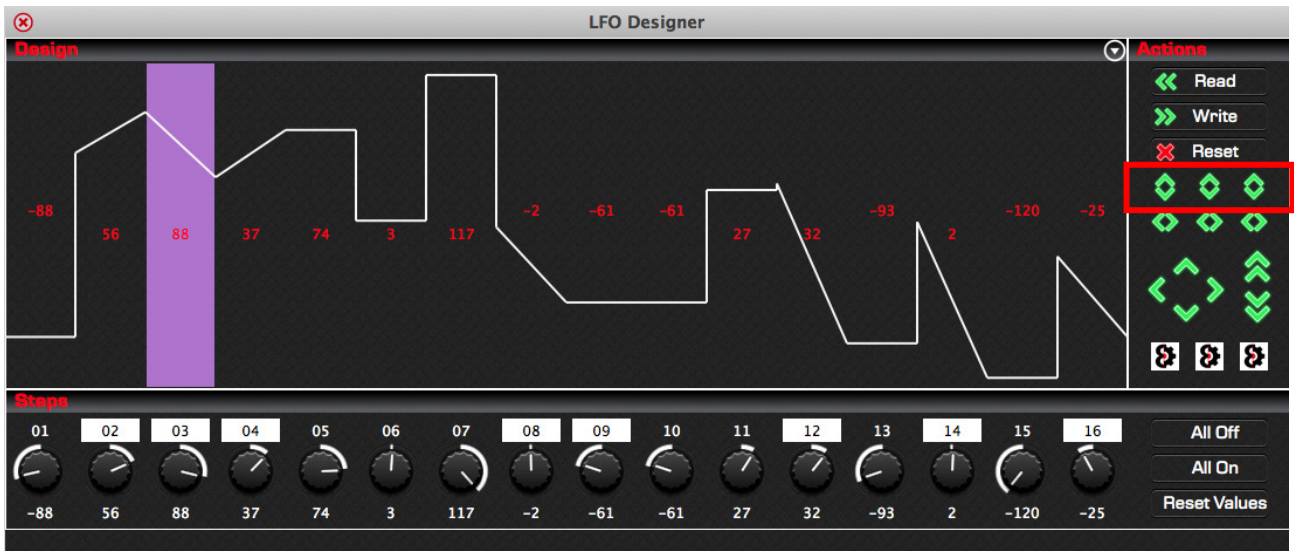 LFO Designer
Design
Actions
Read
Write
Reset
-88 -2 -61 -61 -93 -120 -25
56 88 37 74 3 117 27 32 2
Steps
01 02 03 04 05 06 07 08 09 10 11 12 13 14 15 16
-88 56 88 37 74 3 117 -2 -61 -61 27 32 -93 2 -120 -25
All Off
All On
Reset Values